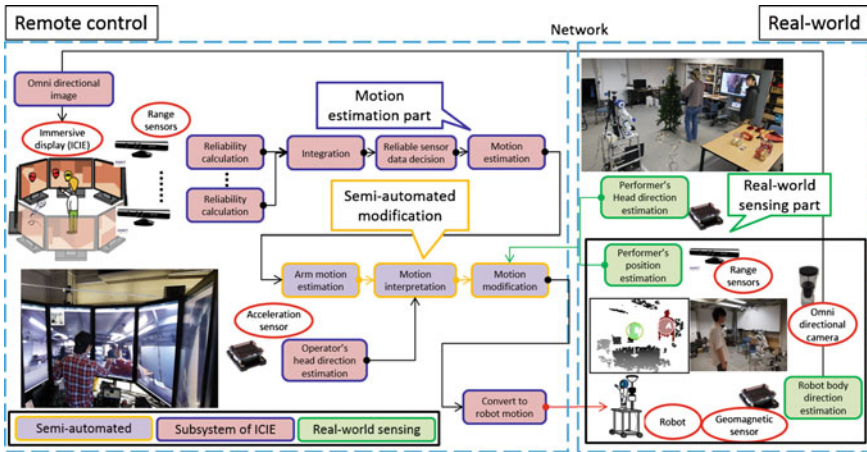 Remote control
Network
Real-world
Omni directional
image
Immersive
display (ICIE)
Range
sensors
Reliability
calculation
Reliability
calculation
Integration
Reliable sensor
data decision
Motion
estimation
Motion
estimation part
Semi-automated
modification
Arm motion
estimation
Motion
interpretation
Motion
modification
Acceleration
sensor
Operator's
head direction
estimation
Convert to
robot motion
Semi-automated
Subsystem of ICIE
Real-world sensing
Performer's
Head direction
estimation
Real-world
sensing part
Performer's
position
estimation
Range
sensors
Omni
directional
camera
Robot body
direction
estimation
Robot
Geomagnetic
sensor